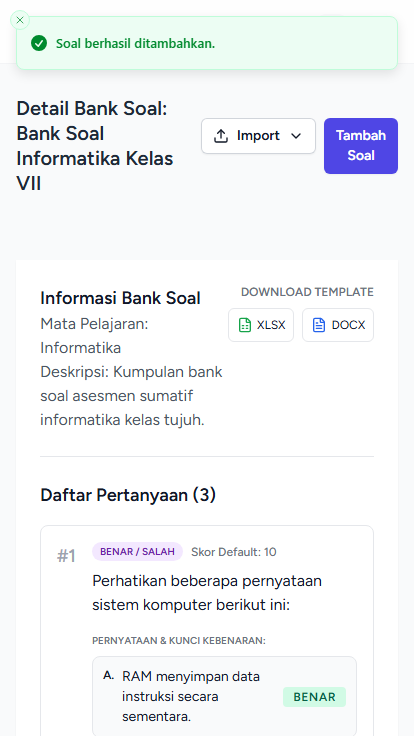 Soal berhasil ditambahkan.
Detail Bank Soal:
Bank Soal
Informatika Kelas
VII
Import
Tambah
Soal
Informasi Bank Soal
Mata Pelajaran:
Informatika
Deskripsi: Kumpulan bank
soal asesmen sumatif
informatika kelas tujuh.
DOWNLOAD TEMPLATE
XLSX
DOCX
Daftar Pertanyaan (3)
#1
BENAR / SALAH Skor Default: 10
Perhatikan beberapa pernyataan
sistem komputer berikut ini:
PERNYATAAN & KUNCI KEBENARAN:
A. RAM menyimpan data
instruksi secara
sementara.
BENAR